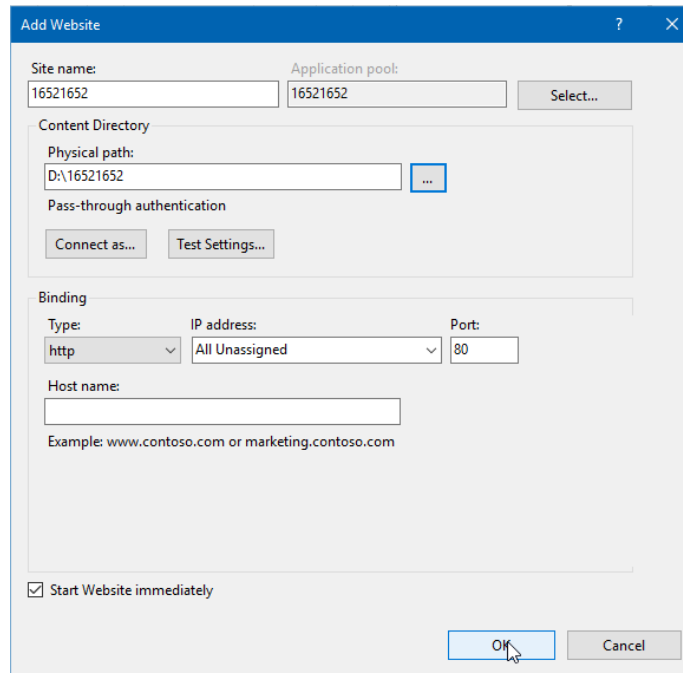 Add Website
?
Site name:
Application pool:
16521652
16521652
Select...
Content Directory
Physical path:
D:\16521652
...
Pass-through authentication
Connect as...
Test Settings...
Binding
Type:
IP address:
Port:
http
All Unassigned
80
Host name:
Example: www.contoso.com or marketing.contoso.com
Start Website immediately
OK
Cancel